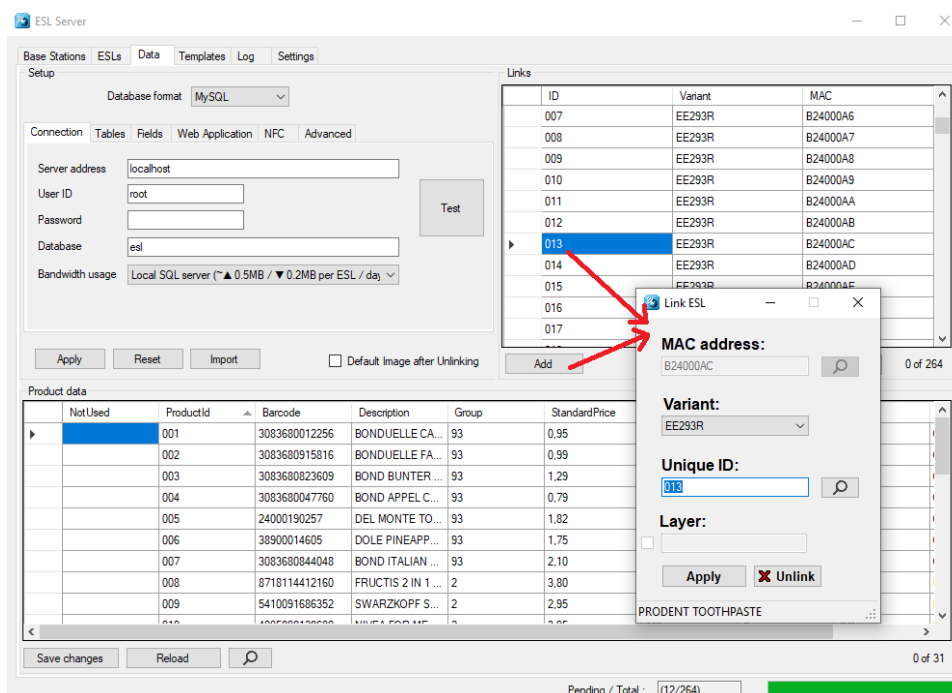 ESL Server
Base Stations ESLs Data Templates Log Settings
Setup
Database format MySQL
Connection Tables Fields Web Application NFC Advanced
Server address localhost
User ID root
Password
Database esl
Bandwidth usage Local SQL server (~▲ 0.5MB / ▼ 0.2MB per ESL / day
Test
Apply Reset Import Default Image after Unlinking
Links
ID Variant MAC
007 EE293R B24000A6
008 EE293R B24000A7
009 EE293R B24000A8
010 EE293R B24000A9
011 EE293R B24000AA
012 EE293R B24000AB
013 EE293R B24000AC
014 EE293R B24000AD
015 EE293R B24000AE
016
017
Add 0 of 264
Link ESL
MAC address:
B24000AC
Variant:
EE293R
Unique ID:
013
Layer:
Apply Unlink
PRODENT TOOTHPASTE
Product data
NotUsed ProductId Barcode Description Group StandardPrice
001 3083680012256 BONDUELLE CA... 93 0,95
002 3083680915816 BONDUELLE FA... 93 0,99
003 3083680823609 BOND BUNTER ... 93 1,29
004 3083680047760 BOND APPEL C... 93 0,79
005 24000190257 DEL MONTE TO... 93 1,82
006 38900014605 DOLE PINEAPP... 93 1,75
007 3083680844048 BOND ITALIAN ... 93 2,10
008 8718114412160 FRUCTIS 2 IN 1 ... 2 3,80
009 5410091686352 SWARZKOPF S... 2 2,95
Save changes Reload 0 of 31
Pending / Total : (12/264)